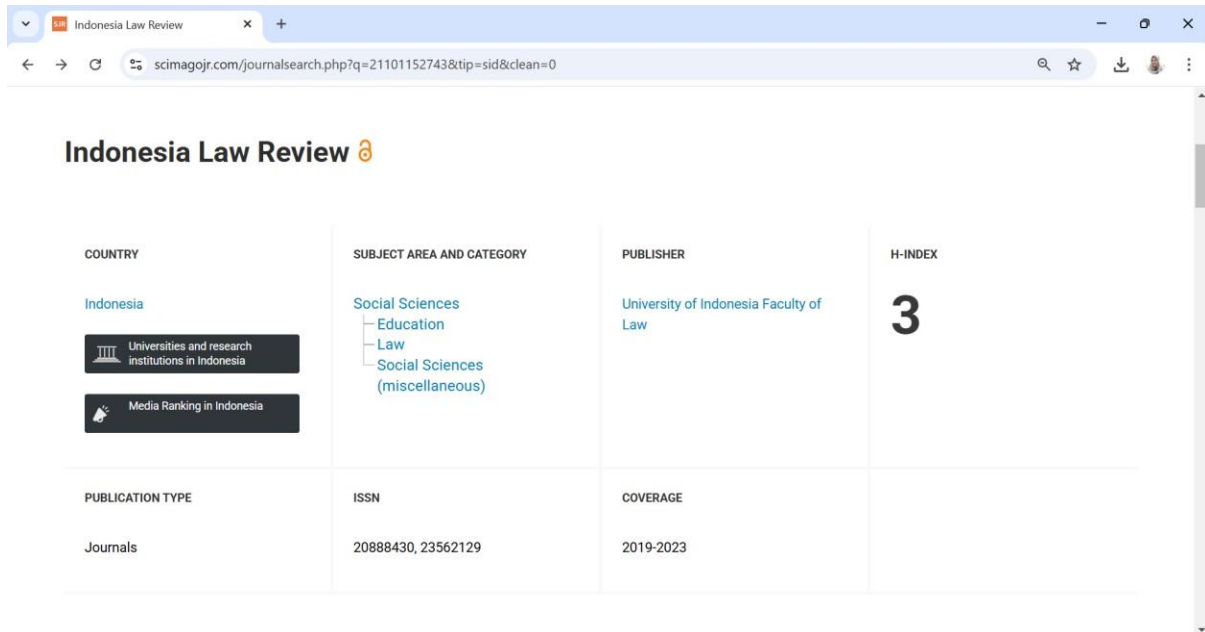 SJR Indonesia Law Review
scimagojr.com/journalsearch.php?q=21101152743&tip=sid&clean=0
Indonesia Law Review
COUNTRY
Indonesia
Universities and research
institutions in Indonesia
Media Ranking in Indonesia
SUBJECT AREA AND CATEGORY
Social Sciences
Education
Law
Social Sciences
(miscellaneous)
PUBLISHER
University of Indonesia Faculty of
Law
H-INDEX
3
PUBLICATION TYPE
Journals
ISSN
20888430, 23562129
COVERAGE
2019-2023